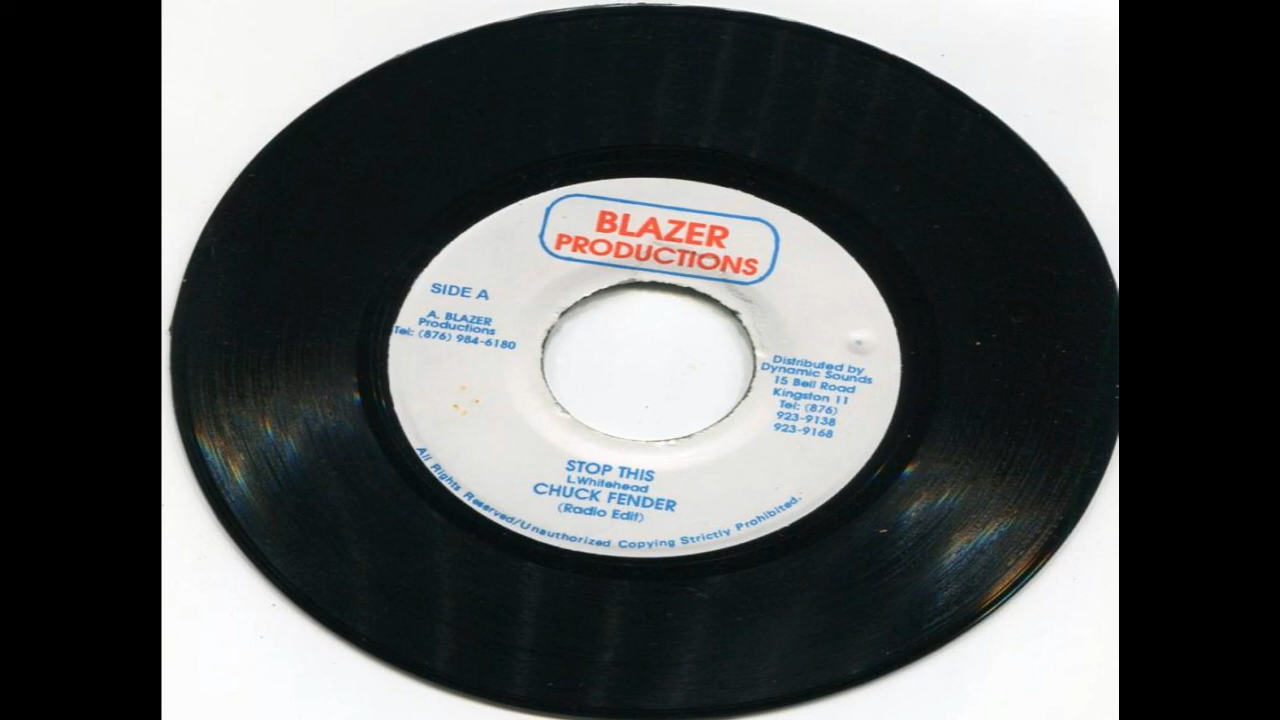 BLAZER
PRODUCTIONS
SIDE A
A. BLAZER
Productions
Tel: (876) 984-6180
Distributed by
Dynamic Sounds
15 Bell Road
Kingston 11
Tel: (876)
923-9138
923-9168
STOP THIS
L.Whitehead
CHUCK FENDER
(Radio Edit)
All Rights Reserved/Unauthorized Copying Strictly Prohibited.